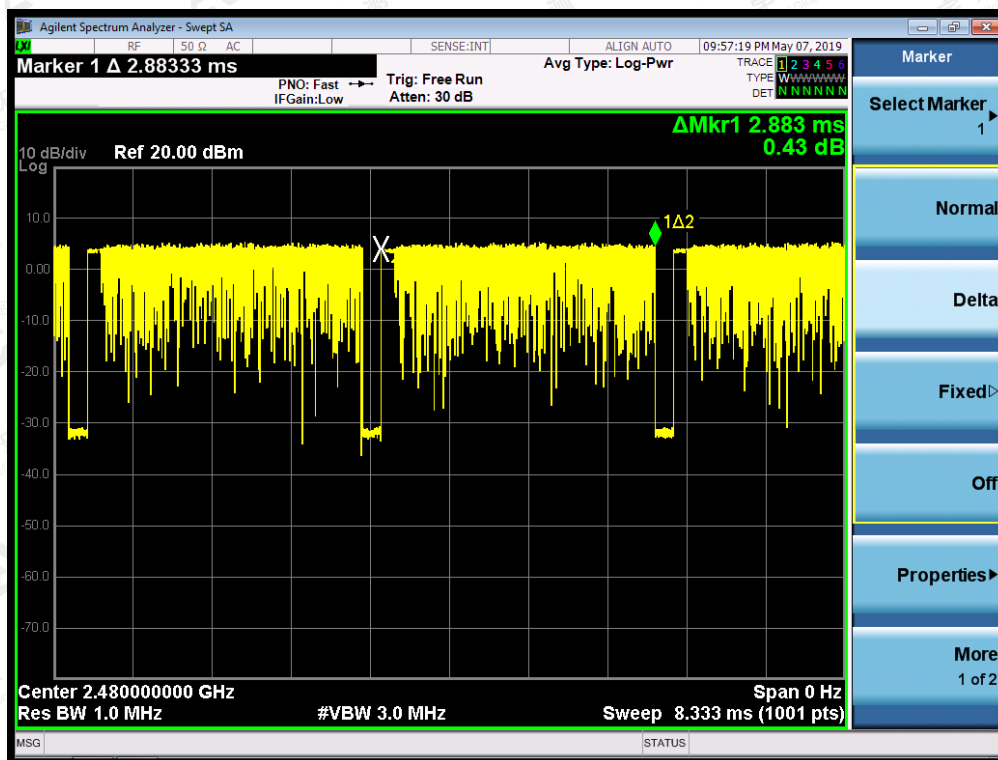 Agilent Spectrum Analyzer - Swept SA
LXI RF 50 Ω AC SENSE:INT ALIGN AUTO 09:57:19 PM May 07, 2019
Marker 1 Δ 2.88333 ms
PNO: Fast
IFGain:Low
Trig: Free Run
Atten: 30 dB
Avg Type: Log-Pwr
TRACE 1 2 3 4 5 6
TYPE WWWWWW
DET N N N N N N
ΔMkr1 2.883 ms
0.43 dB
10 dB/div Ref 20.00 dBm
Log
10.0
0.00
-10.0
-20.0
-30.0
-40.0
-50.0
-60.0
-70.0
1Δ2
Center 2.480000000 GHz Span 0 Hz
Res BW 1.0 MHz #VBW 3.0 MHz Sweep 8.333 ms (1001 pts)
MSG STATUS
Marker
Select Marker
1
Normal
Delta
Fixed
Off
Properties
More
1 of 2